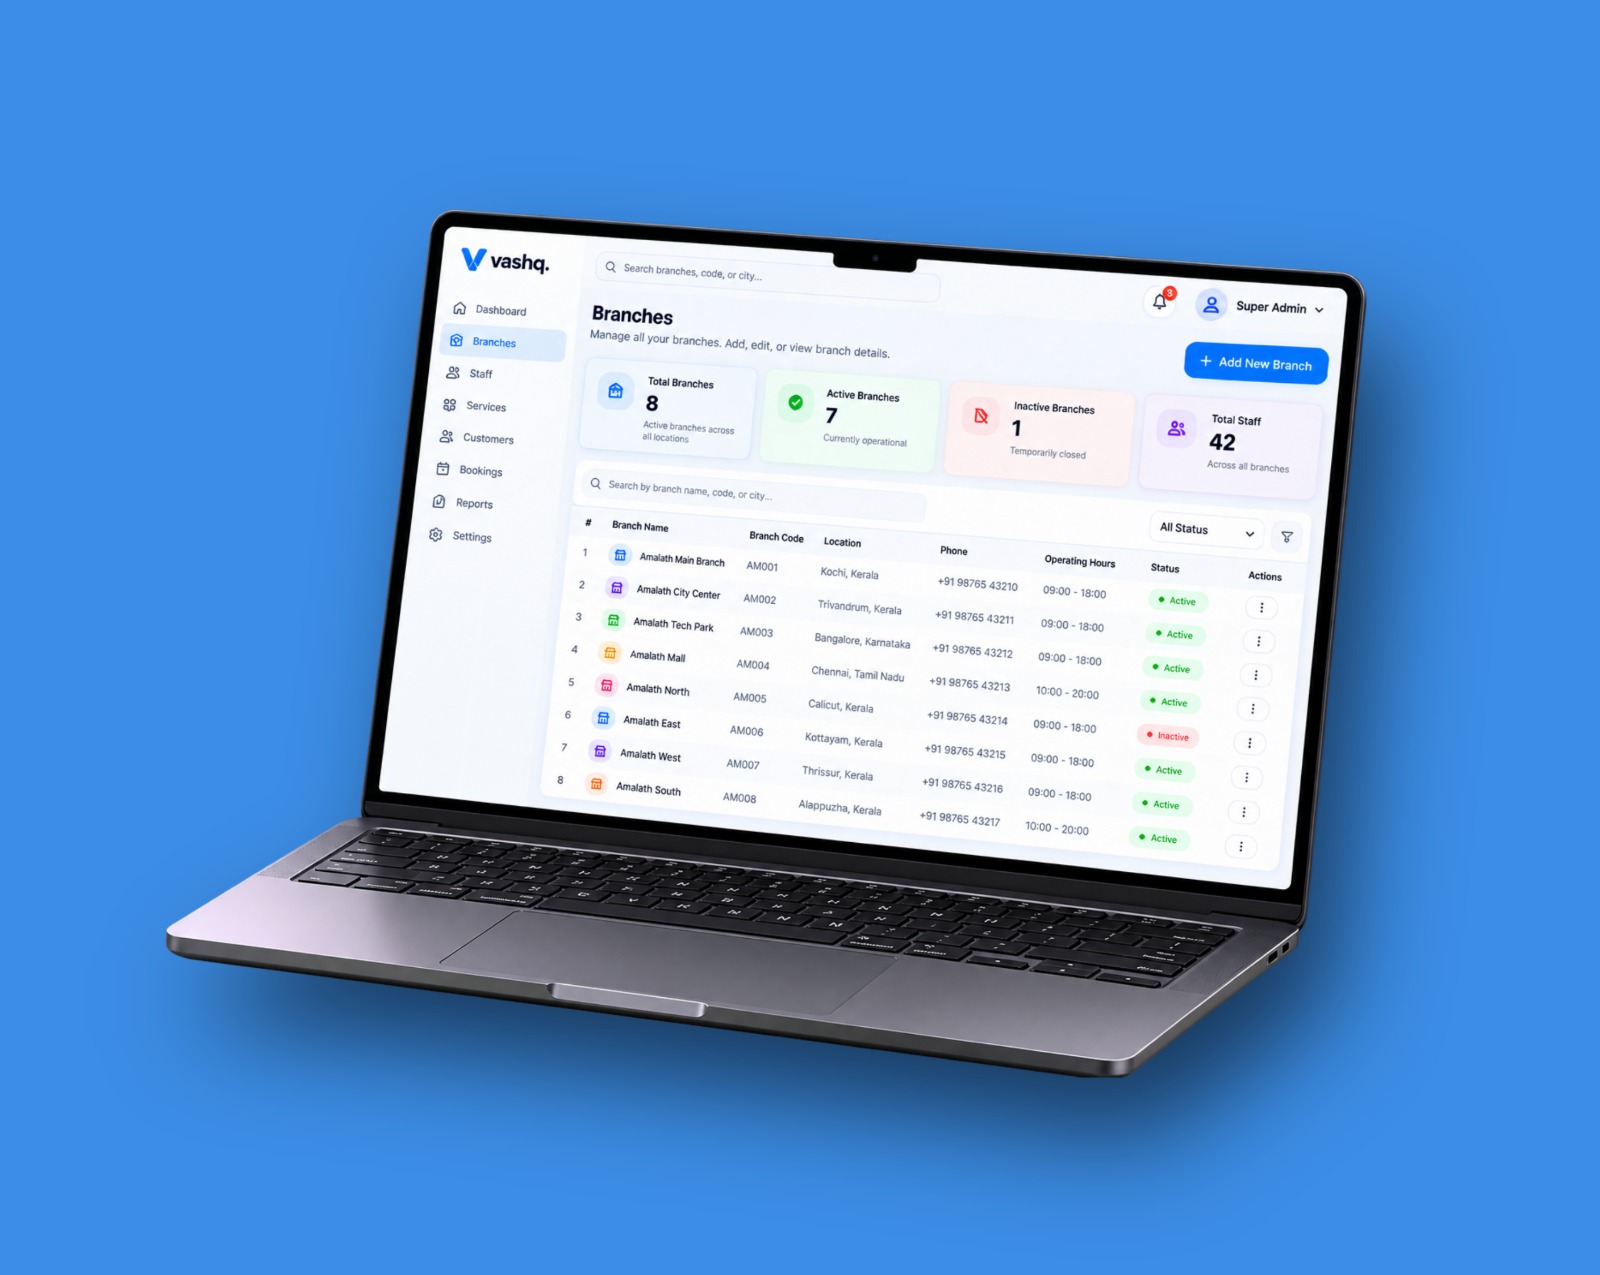 vashq.
Search branches, code, or city...
3
Super Admin
Dashboard
Branches
Staff
Services
Customers
Bookings
Reports
Settings
Branches
Manage all your branches. Add, edit, or view branch details.
+ Add New Branch
Total Branches
8
Active branches across
all locations
Active Branches
7
Currently operational
Inactive Branches
1
Temporarily closed
Total Staff
42
Across all branches
Search by branch name, code, or city...
All Status
# Branch Name Branch Code Location Phone Operating Hours Status Actions
1 Amalath Main Branch AM001 Kochi, Kerala +91 98765 43210 09:00 - 18:00 Active
2 Amalath City Center AM002 Trivandrum, Kerala +91 98765 43211 09:00 - 18:00 Active
3 Amalath Tech Park AM003 Bangalore, Karnataka +91 98765 43212 09:00 - 18:00 Active
4 Amalath Mall AM004 Chennai, Tamil Nadu +91 98765 43213 10:00 - 20:00 Active
5 Amalath North AM005 Calicut, Kerala +91 98765 43214 09:00 - 18:00 Inactive
6 Amalath East AM006 Kottayam, Kerala +91 98765 43215 09:00 - 18:00 Active
7 Amalath West AM007 Thrissur, Kerala +91 98765 43216 09:00 - 18:00 Active
8 Amalath South AM008 Alappuzha, Kerala +91 98765 43217 10:00 - 20:00 Active